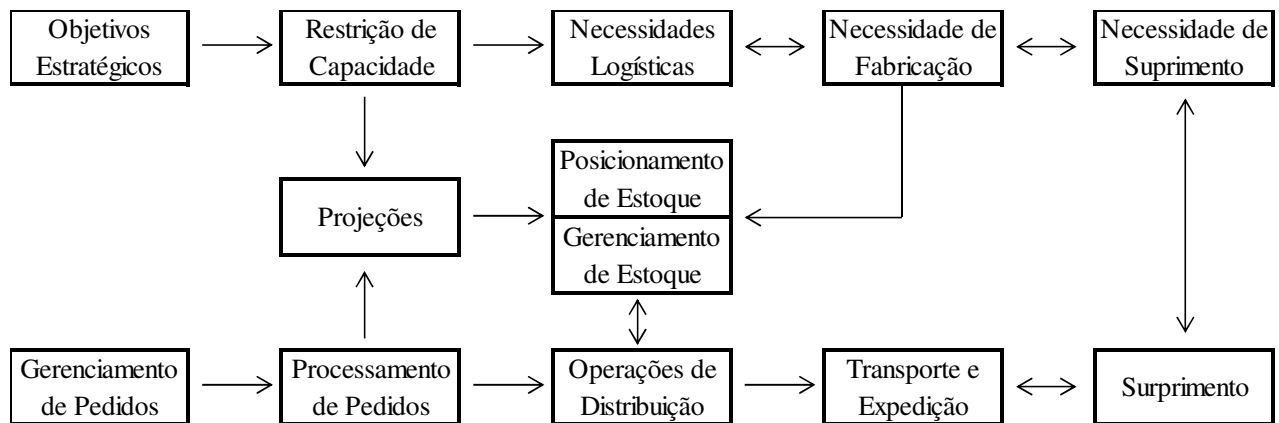 Objetivos
Estratégicos
Restrição de
Capacidade
Necessidades
Logísticas
Necessidade de
Fabricação
Necessidade de
Suprimento
Projeções
Posicionamento
de Estoque
Gerenciamento
de Estoque
Gerenciamento
de Pedidos
Processamento
de Pedidos
Operações de
Distribuição
Transporte e
Expedição
Surprimento